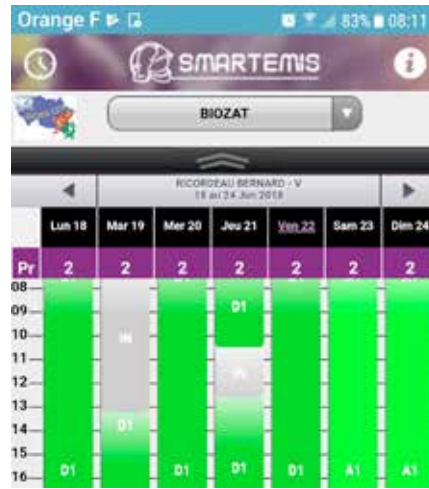 Orange F 83% 08:11
SMARTEMIS
BIOZAT
RICORDEAU BERNARD - V
18 au 24 Jun 2018
Lun 18 Mar 19 Mer 20 Jeu 21 Ven 22 Sam 23 Dim 24
Pr 2 2 2 2 2 2 2
08
09 D1
10 IN
11
12 IN
13
14 D1
15
16 D1 D1 D1 D1 A1 A1